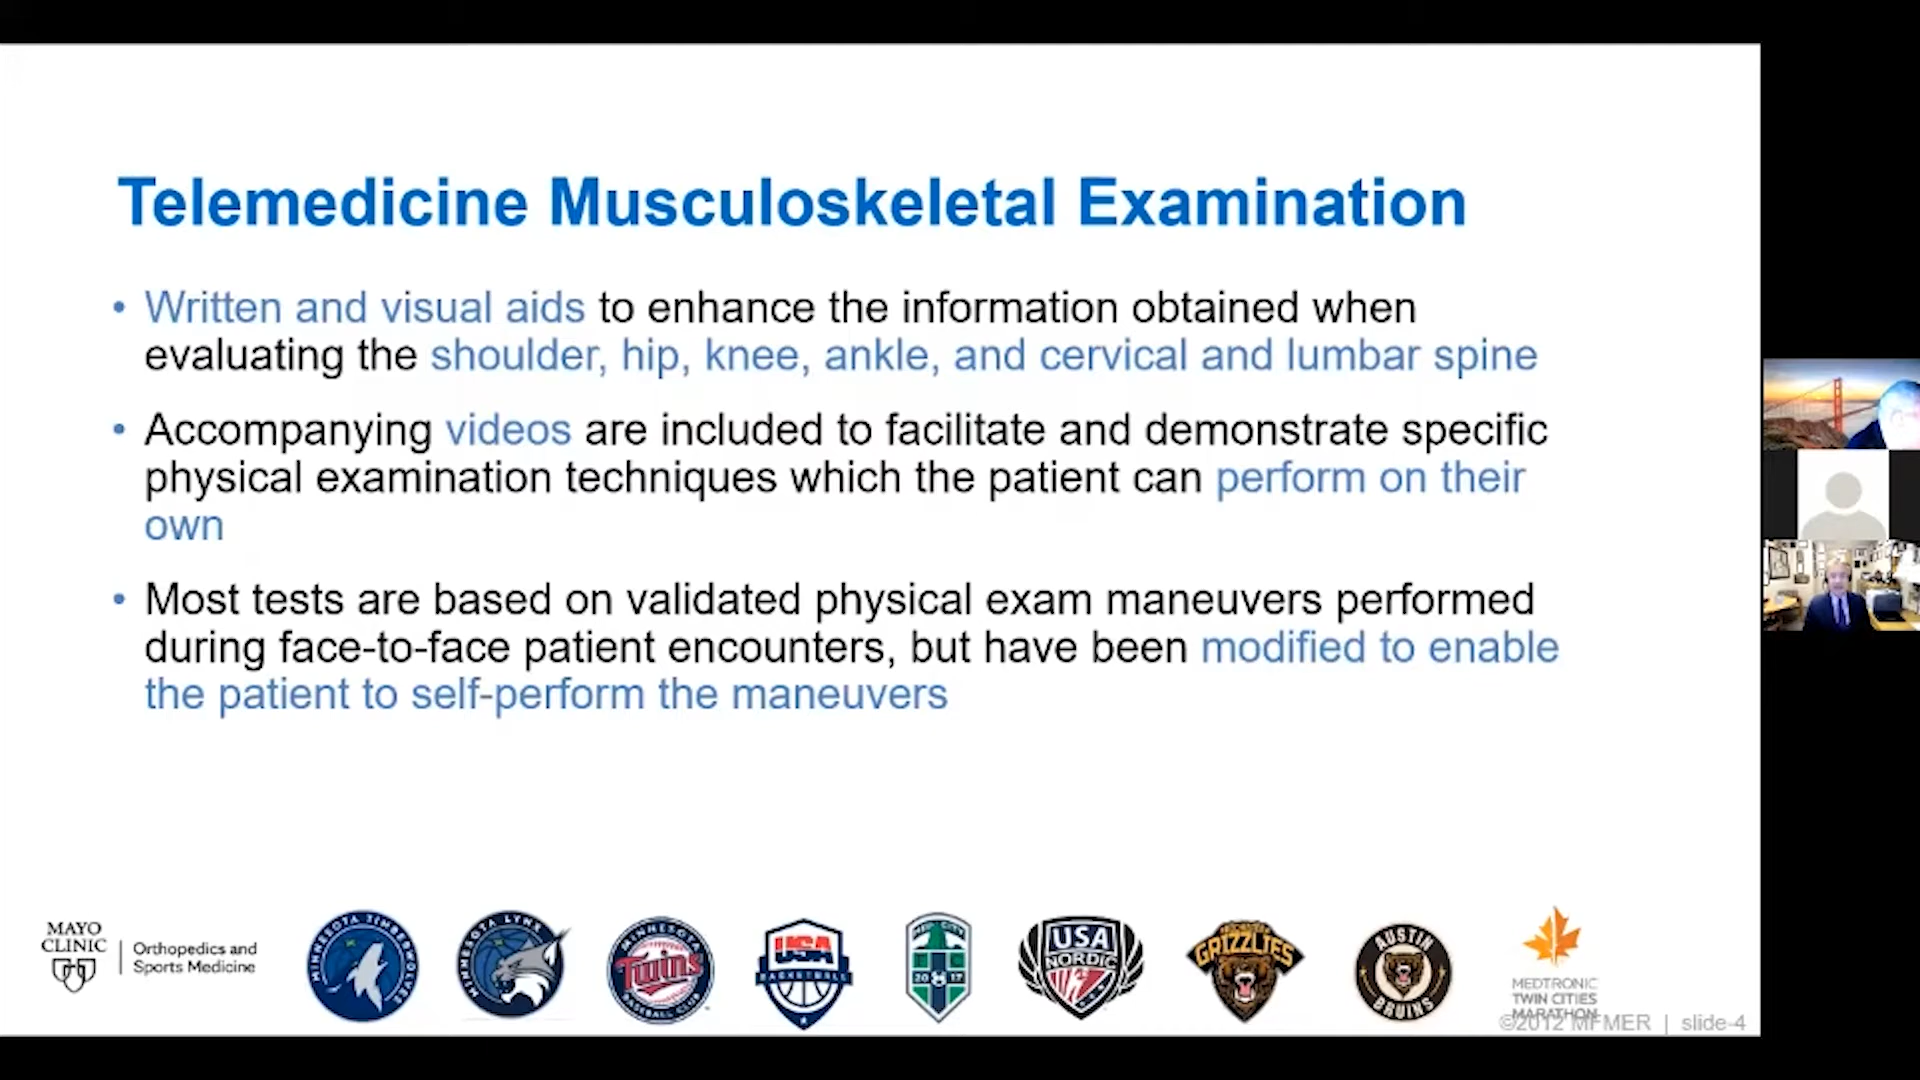 Telemedicine Musculoskeletal Examination
• Written and visual aids to enhance the information obtained when
evaluating the shoulder, hip, knee, ankle, and cervical and lumbar spine
• Accompanying videos are included to facilitate and demonstrate specific
physical examination techniques which the patient can perform on their
own
• Most tests are based on validated physical exam maneuvers performed
during face-to-face patient encounters, but have been modified to enable
the patient to self-perform the maneuvers
MAYO
CLINIC
Orthopedics and
Sports Medicine
MINNESOTA TIMBERWOLVES
MINNESOTA LYNX
MINNESOTA
Twins
BASEBALL CLUB
USA
BASKETBALL
CITY
2017
USA
NORDIC
GRIZZLIES
AUSTIN
BRUINS
MEDTRONIC
TWIN CITIES
MARATHON
©2012 MFMER | slide-4